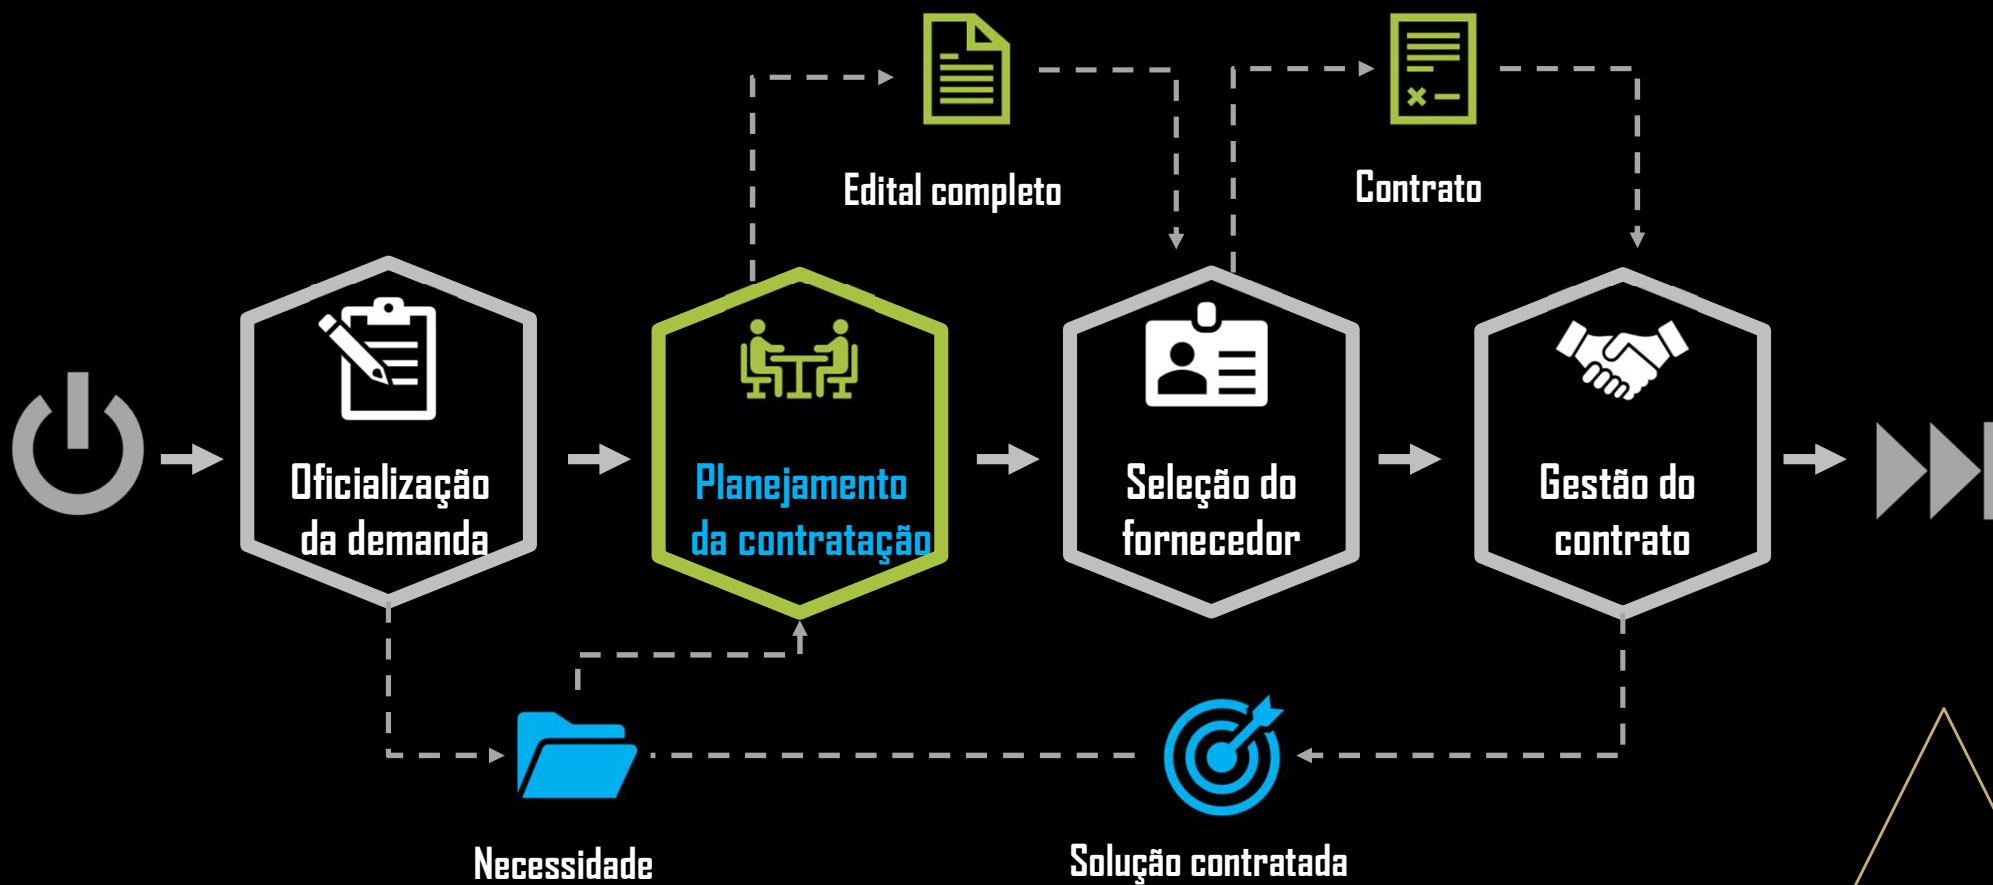 Edital completo
Contrato
Oficialização
da demanda
Planejamento
da contratação
Seleção do
fornecedor
Gestão do
contrato
Necessidade
Solução contratada